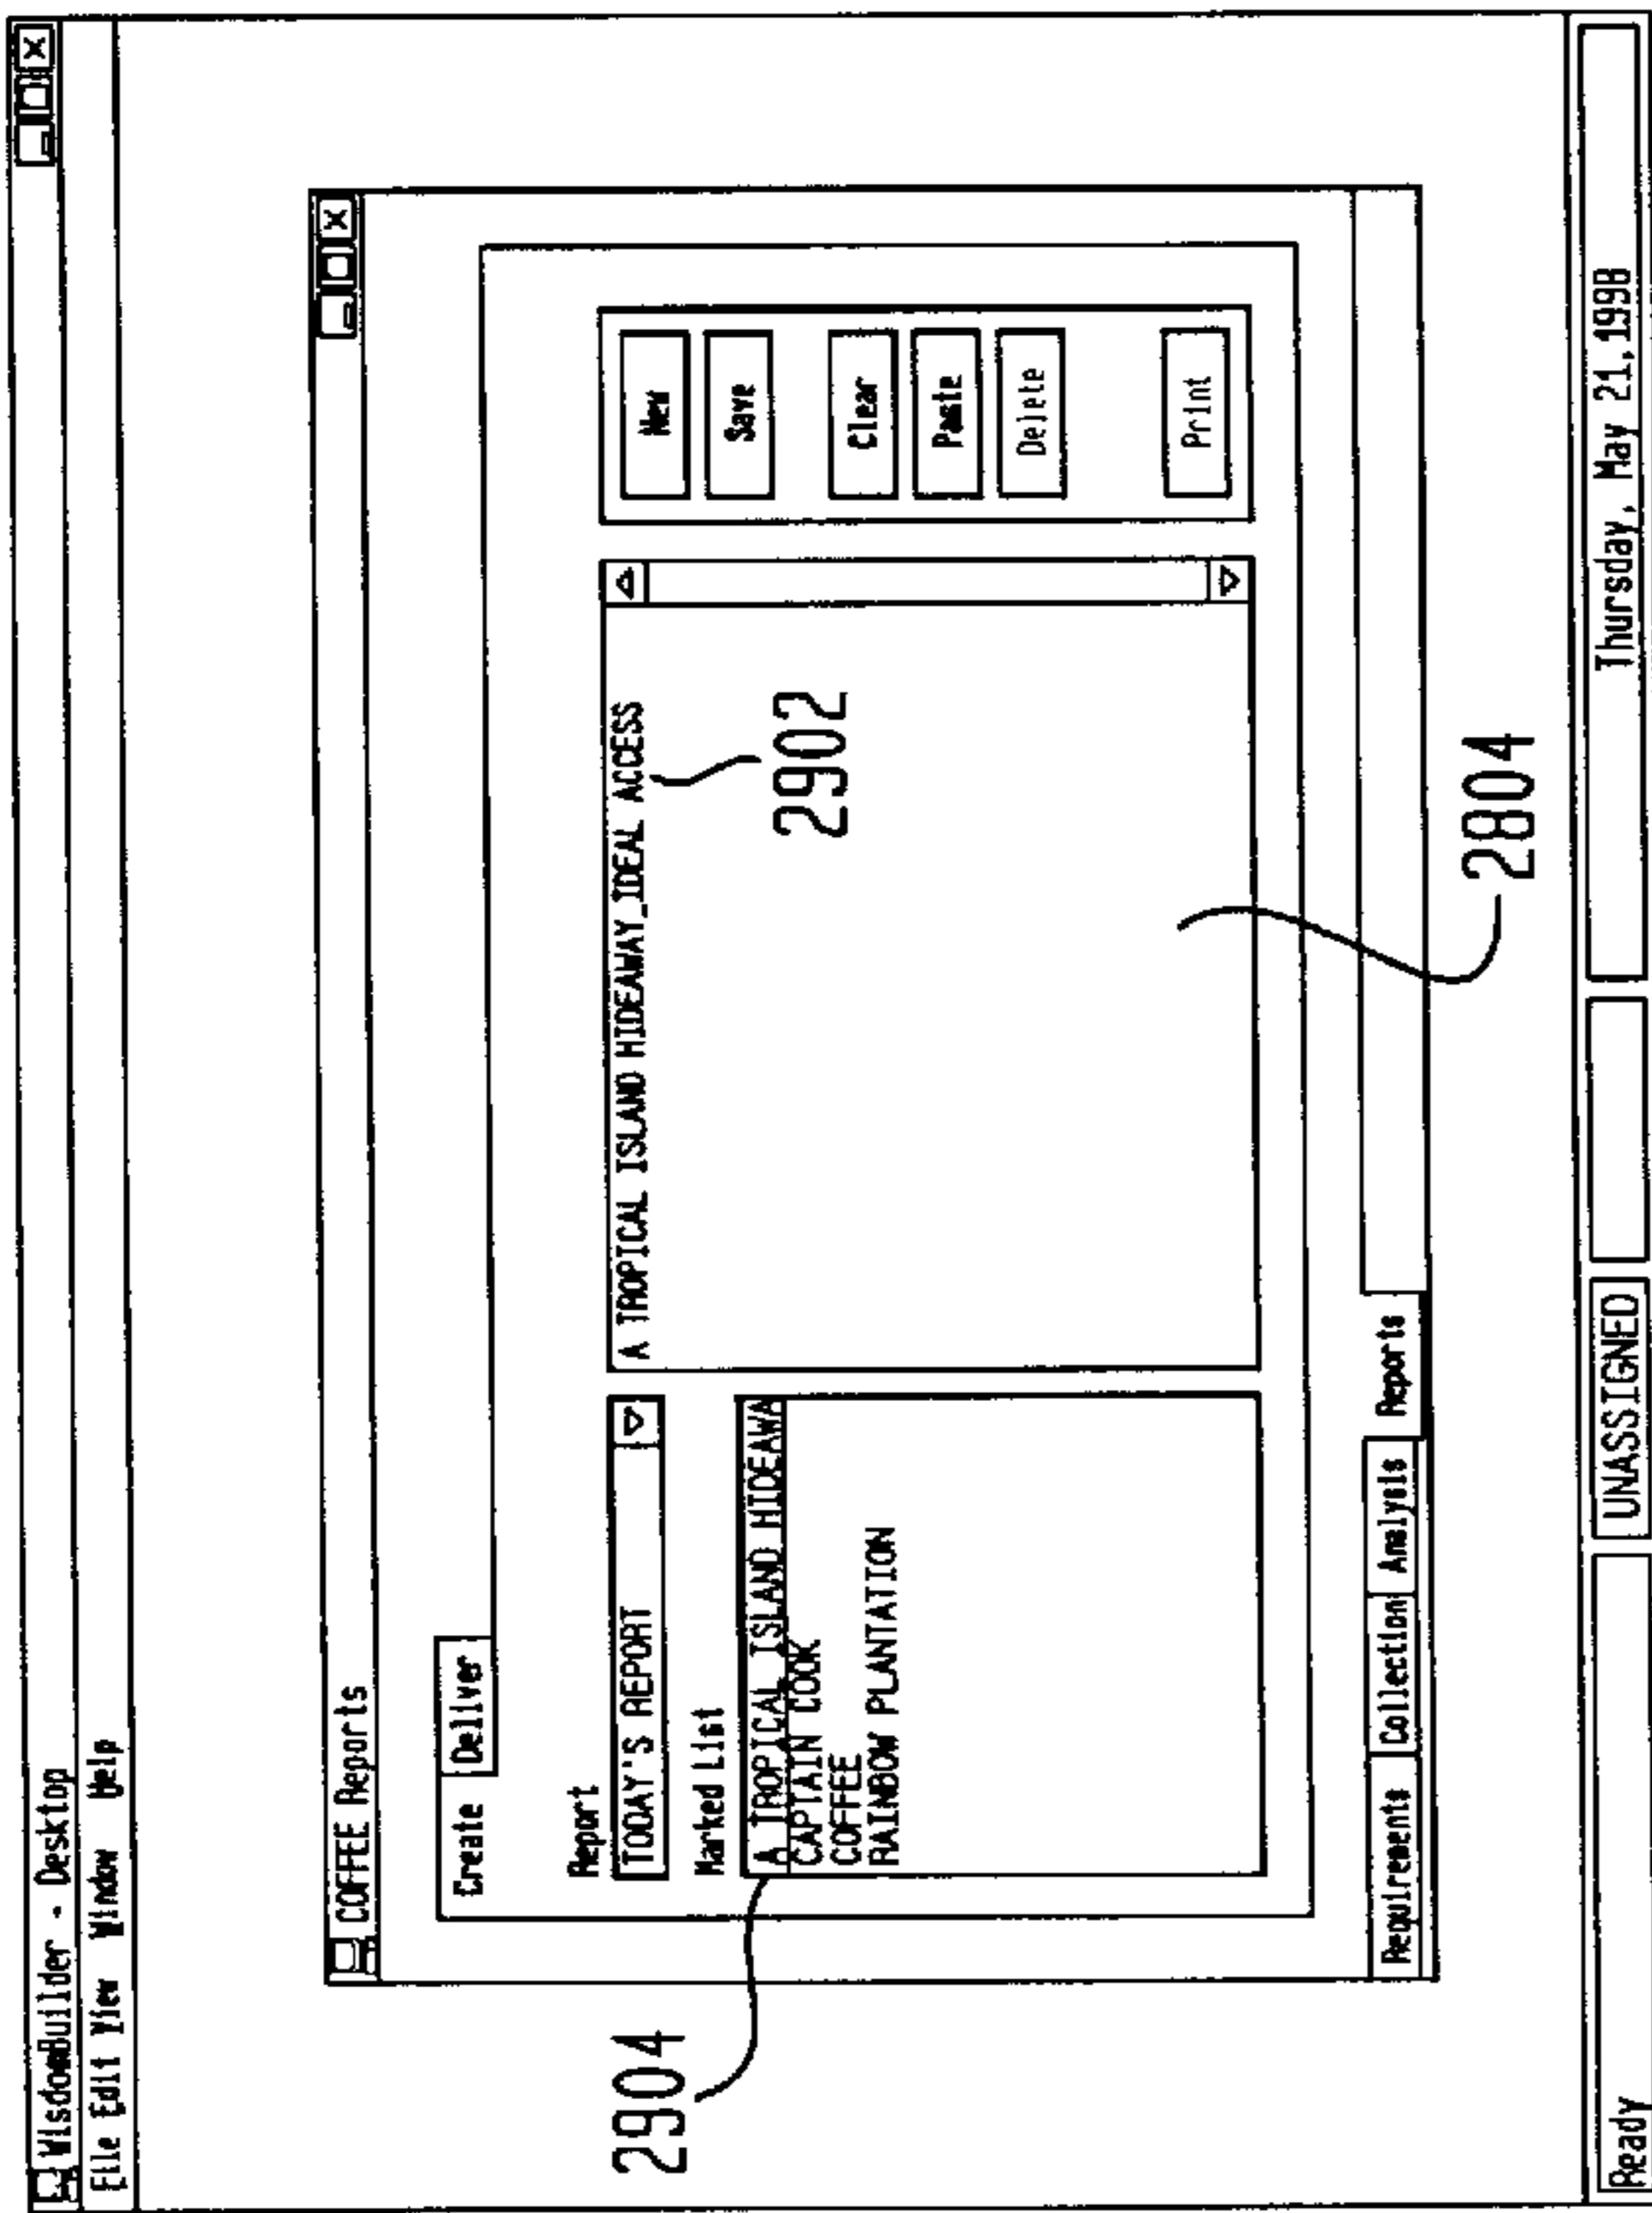 WisdomBuilder - Desktop
File Edit View Window Help
COFFEE Reports
Create Deliver
Report
TODAY'S REPORT
Marked List
A TROPICAL ISLAND HIDEAWA
CAPTAIN COOK
COFFEE
RAINBOW PLANTATION
A TROPICAL ISLAND HIDEAWAY_IDEAL ACCESS
New
Save
Clear
Paste
Delete
Print
2902
2904
2804
Requirements Collection Analysis Reports
Ready UNASSIGNED Thursday, May 21, 1998